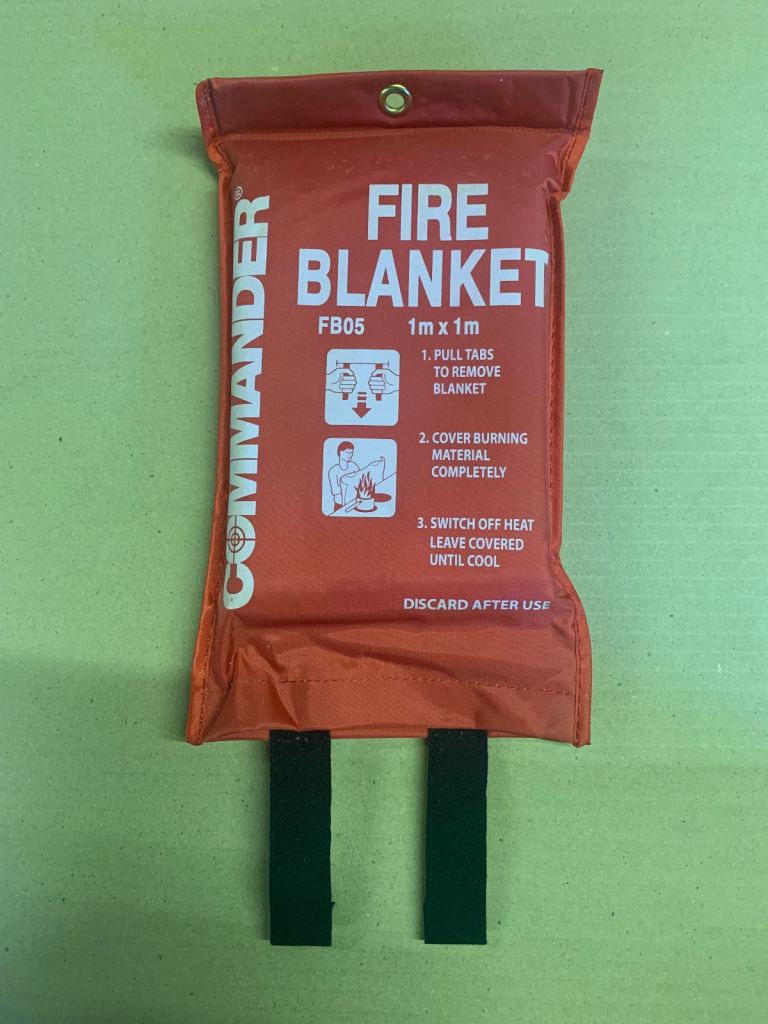 COMMANDER®
FIRE
BLANKET
FB05 1m x 1m
1. PULL TABS
TO REMOVE
BLANKET
2. COVER BURNING
MATERIAL
COMPLETELY
3. SWITCH OFF HEAT
LEAVE COVERED
UNTIL COOL
DISCARD AFTER USE